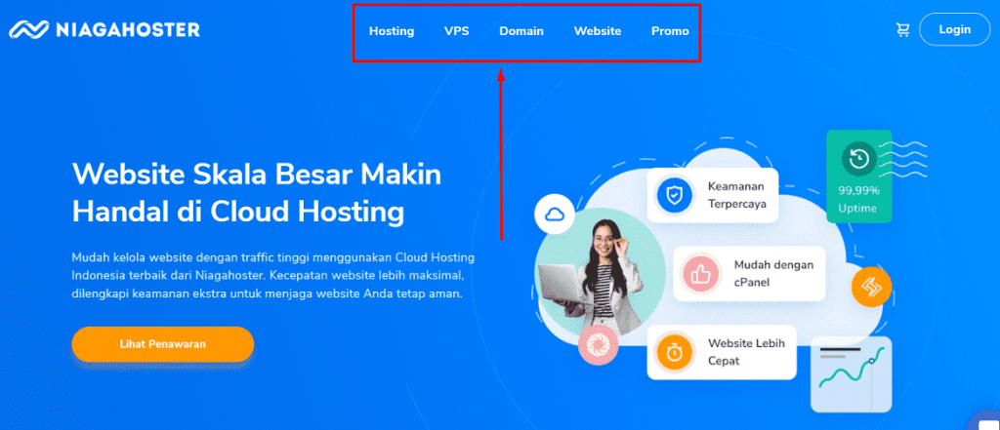 NIAGAHOSTER
Hosting VPS Domain Website Promo
Login
Website Skala Besar Makin
Handal di Cloud Hosting
Mudah kelola website dengan traffic tinggi menggunakan Cloud Hosting
Indonesia terbaik dari Niagahoster. Kecepatan website lebih maksimal,
dilengkapi keamanan ekstra untuk menjaga website Anda tetap aman.
Lihat Penawaran
Keamanan
Terpercaya
99,99%
Uptime
Mudah dengan
cPanel
Website Lebih
Cepat